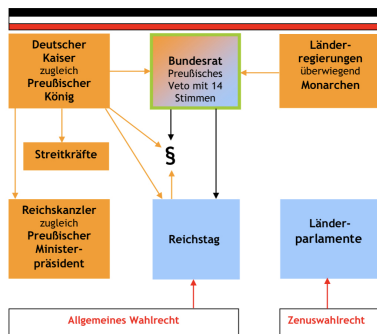 Deutscher
Kaiser
zugleich
Preußischer
König
Bundesrat
Preußisches
Veto mit 14
Stimmen
Länder-
regierungen
überwiegend
Monarchen
Streitkräfte
§
Reichskanzler
zugleich
Preußischer
Minister-
präsident
Reichstag
Länder-
parlamente
Allgemeines Wahlrecht
Zenuswahlrecht